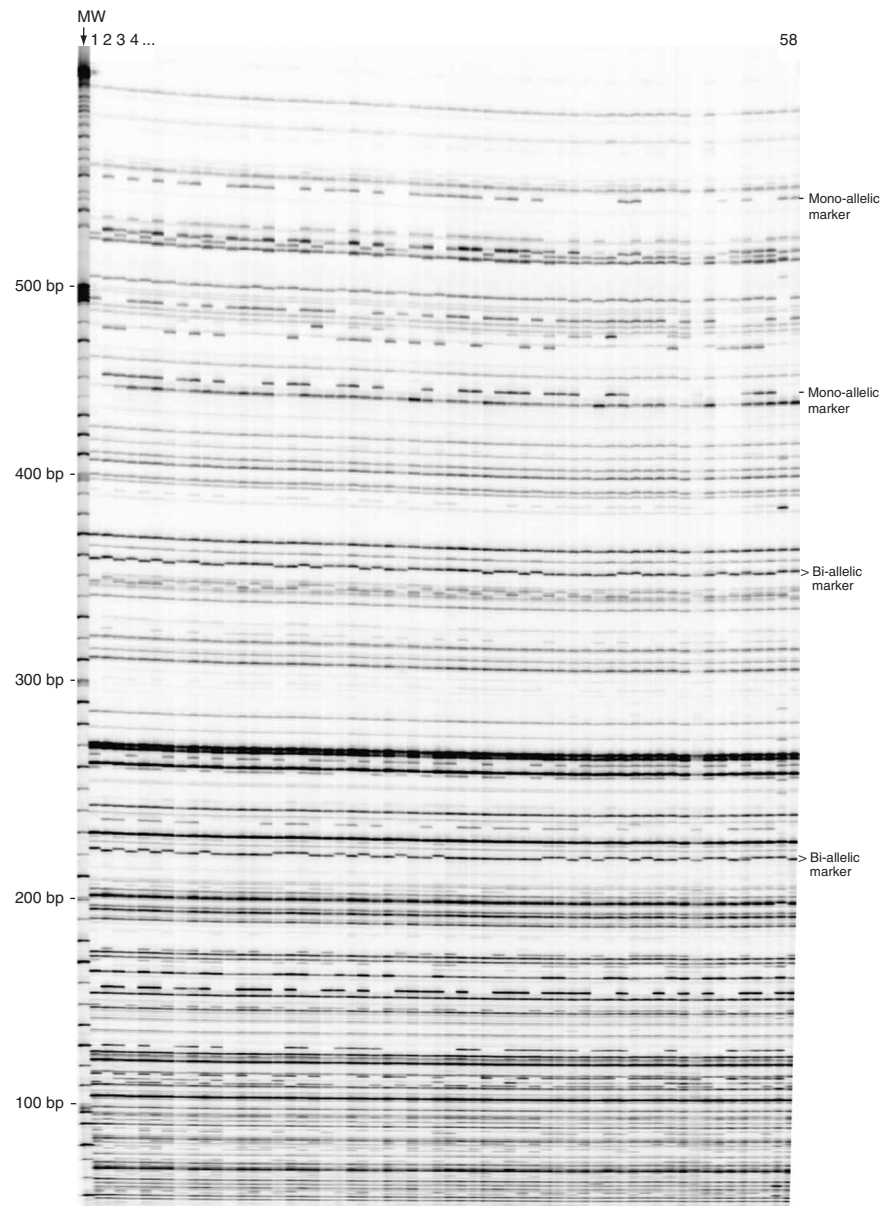 MW
1 2 3 4 ... 58
- Mono-allelic
marker
500 bp -
- Mono-allelic
marker
400 bp -
> Bi-allelic
marker
300 bp -
> Bi-allelic
marker
200 bp -
100 bp -